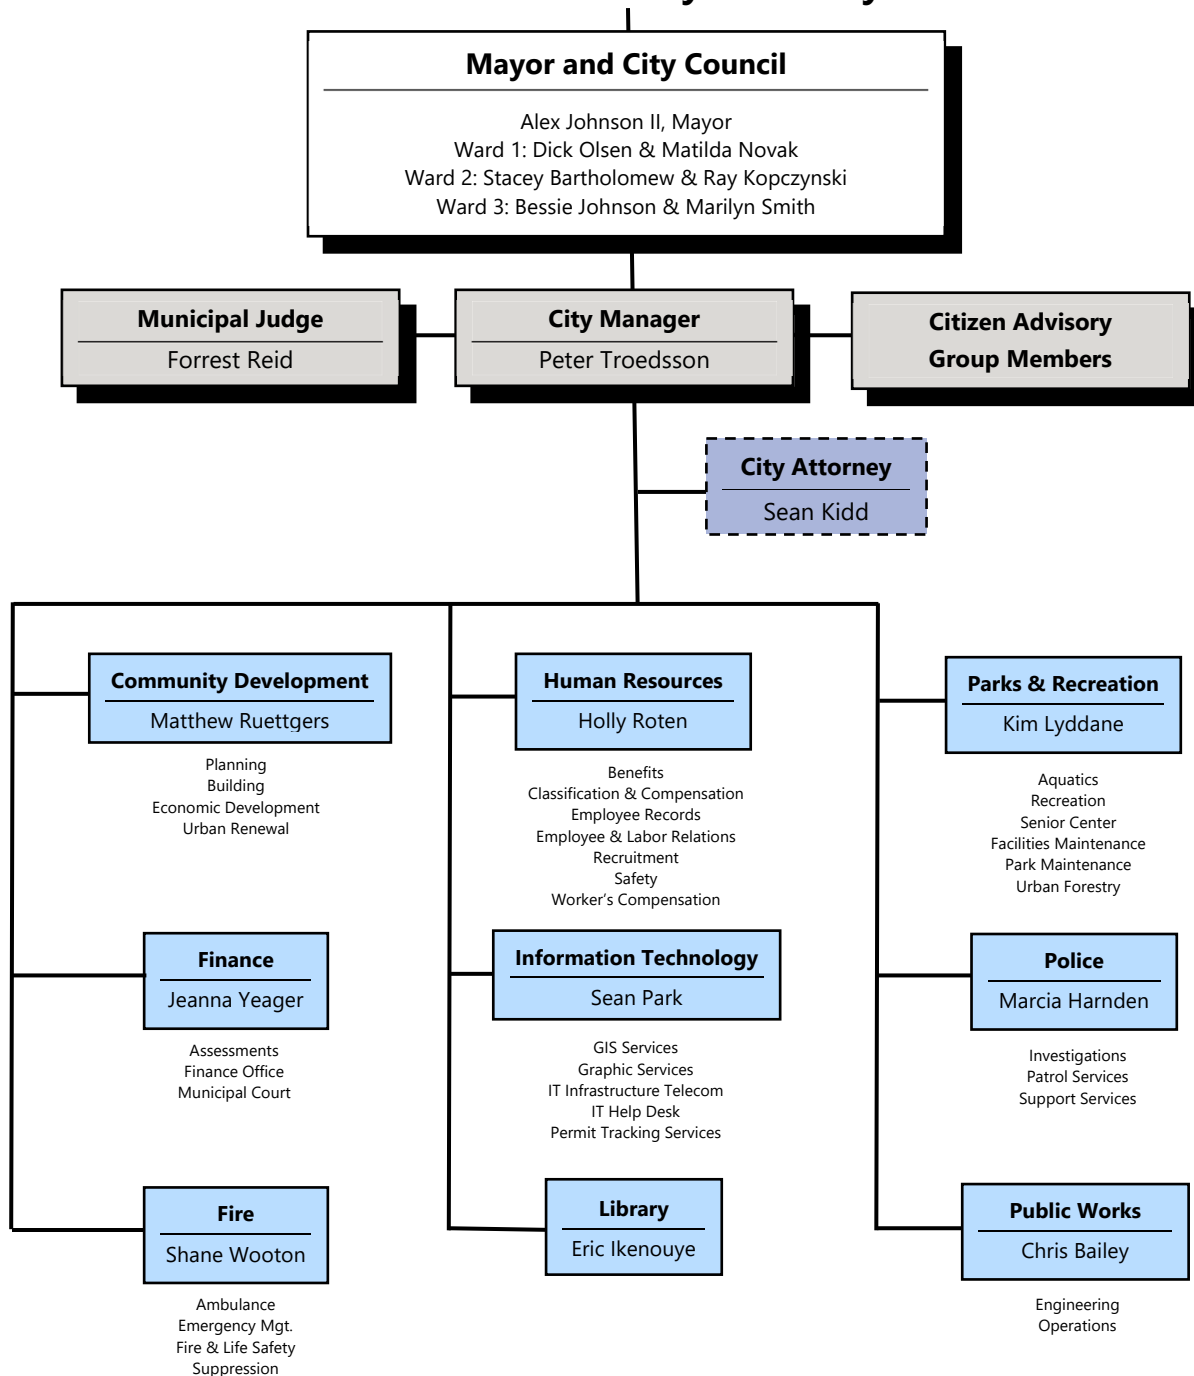 Mayor and City Council
Alex Johnson II, Mayor
Ward 1: Dick Olsen & Matilda Novak
Ward 2: Stacey Bartholomew & Ray Kopczynski
Ward 3: Bessie Johnson & Marilyn Smith
Municipal Judge
Forrest Reid
City Manager
Peter Troedsson
Citizen Advisory
Group Members
City Attorney
Sean Kidd
Community Development
Matthew Ruettgers
Planning
Building
Economic Development
Urban Renewal
Human Resources
Holly Roten
Benefits
Classification & Compensation
Employee Records
Employee & Labor Relations
Recruitment
Safety
Worker’s Compensation
Parks & Recreation
Kim Lyddane
Aquatics
Recreation
Senior Center
Facilities Maintenance
Park Maintenance
Urban Forestry
Finance
Jeanna Yeager
Assessments
Finance Office
Municipal Court
Information Technology
Sean Park
GIS Services
Graphic Services
IT Infrastructure Telecom
IT Help Desk
Permit Tracking Services
Police
Marcia Harnden
Investigations
Patrol Services
Support Services
Fire
Shane Wooton
Ambulance
Emergency Mgt.
Fire & Life Safety
Suppression
Library
Eric Ikenouye
Public Works
Chris Bailey
Engineering
Operations